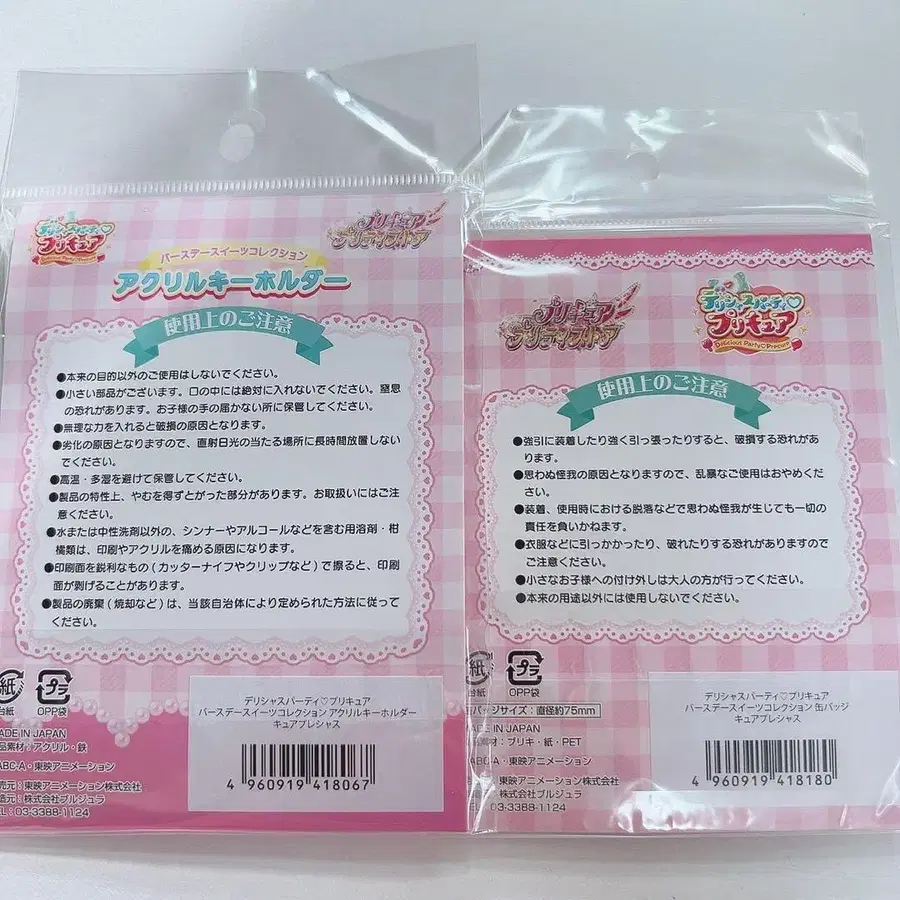 デリシャスパーティ♡
プリキュア
Delicious Party♡Precure
プリキュア
プリティストア
バースデースイーツコレクション
アクリルキーホルダー
使用上のご注意
●本来の目的以外のご使用はしないでください。
●小さい部品がございます。口の中には絶対に入れないでください。窒息
の恐れがあります。お子様の手の届かない所に保管してください。
●無理な力を入れると破損の原因となります。
●劣化の原因となりますので、直射日光の当たる場所に長時間放置しない
でください。
●高温・多湿を避けて保管してください。
●製品の特性上、やむを得ずとがった部分があります。お取扱いにはご注
意ください。
●水または中性洗剤以外の、シンナーやアルコールなどを含む用溶剤・柑
橘類は、印刷やアクリルを痛める原因になります。
●印刷面を鋭利なもの(カッターナイフやクリップなど)で擦ると、印刷
面が剥げることがあります。
●製品の廃棄(焼却など)は、当該自治体により定められた方法に従って
ください。
紙
台紙
プラ
OPP袋
MADE IN JAPAN
品素材：アクリル・鉄
ABC-A・東映アニメーション
売元：東映アニメーション株式会社
造元：株式会社ブルジュラ
EL：03-3388-1124
デリシャスパーティ♡プリキュア
バースデースイーツコレクション アクリルキーホルダー
キュアプレシャス
4 960919 418067
プリキュア
プリティストア
デリシャスパーティ♡
プリキュア
Delicious Party♡Precure
使用上のご注意
●強引に装着したり強く引っ張ったりすると、破損する恐れがあ
ります。
●思わぬ怪我の原因となりますので、乱暴なご使用はおやめくだ
さい。
●装着、使用時における脱落などで思わぬ怪我が生じても一切の
責任を負いかねます。
●衣服などに引っかかったり、破れたりする恐れがありますので
ご注意ください。
●小さなお子様への付け外しは大人の方が行ってください。
●本来の用途以外には使用しないでください。
紙
台紙
プラ
OPP袋
バッジサイズ：直径約75mm
MADE IN JAPAN
品素材：ブリキ・紙・PET
ABC-A・東映アニメーション
売元：東映アニメーション株式会社
造元：株式会社ブルジュラ
EL：03-3388-1124
デリシャスパーティ♡プリキュア
バースデースイーツコレクション 缶バッジ
キュアプレシャス
4 960919 418180